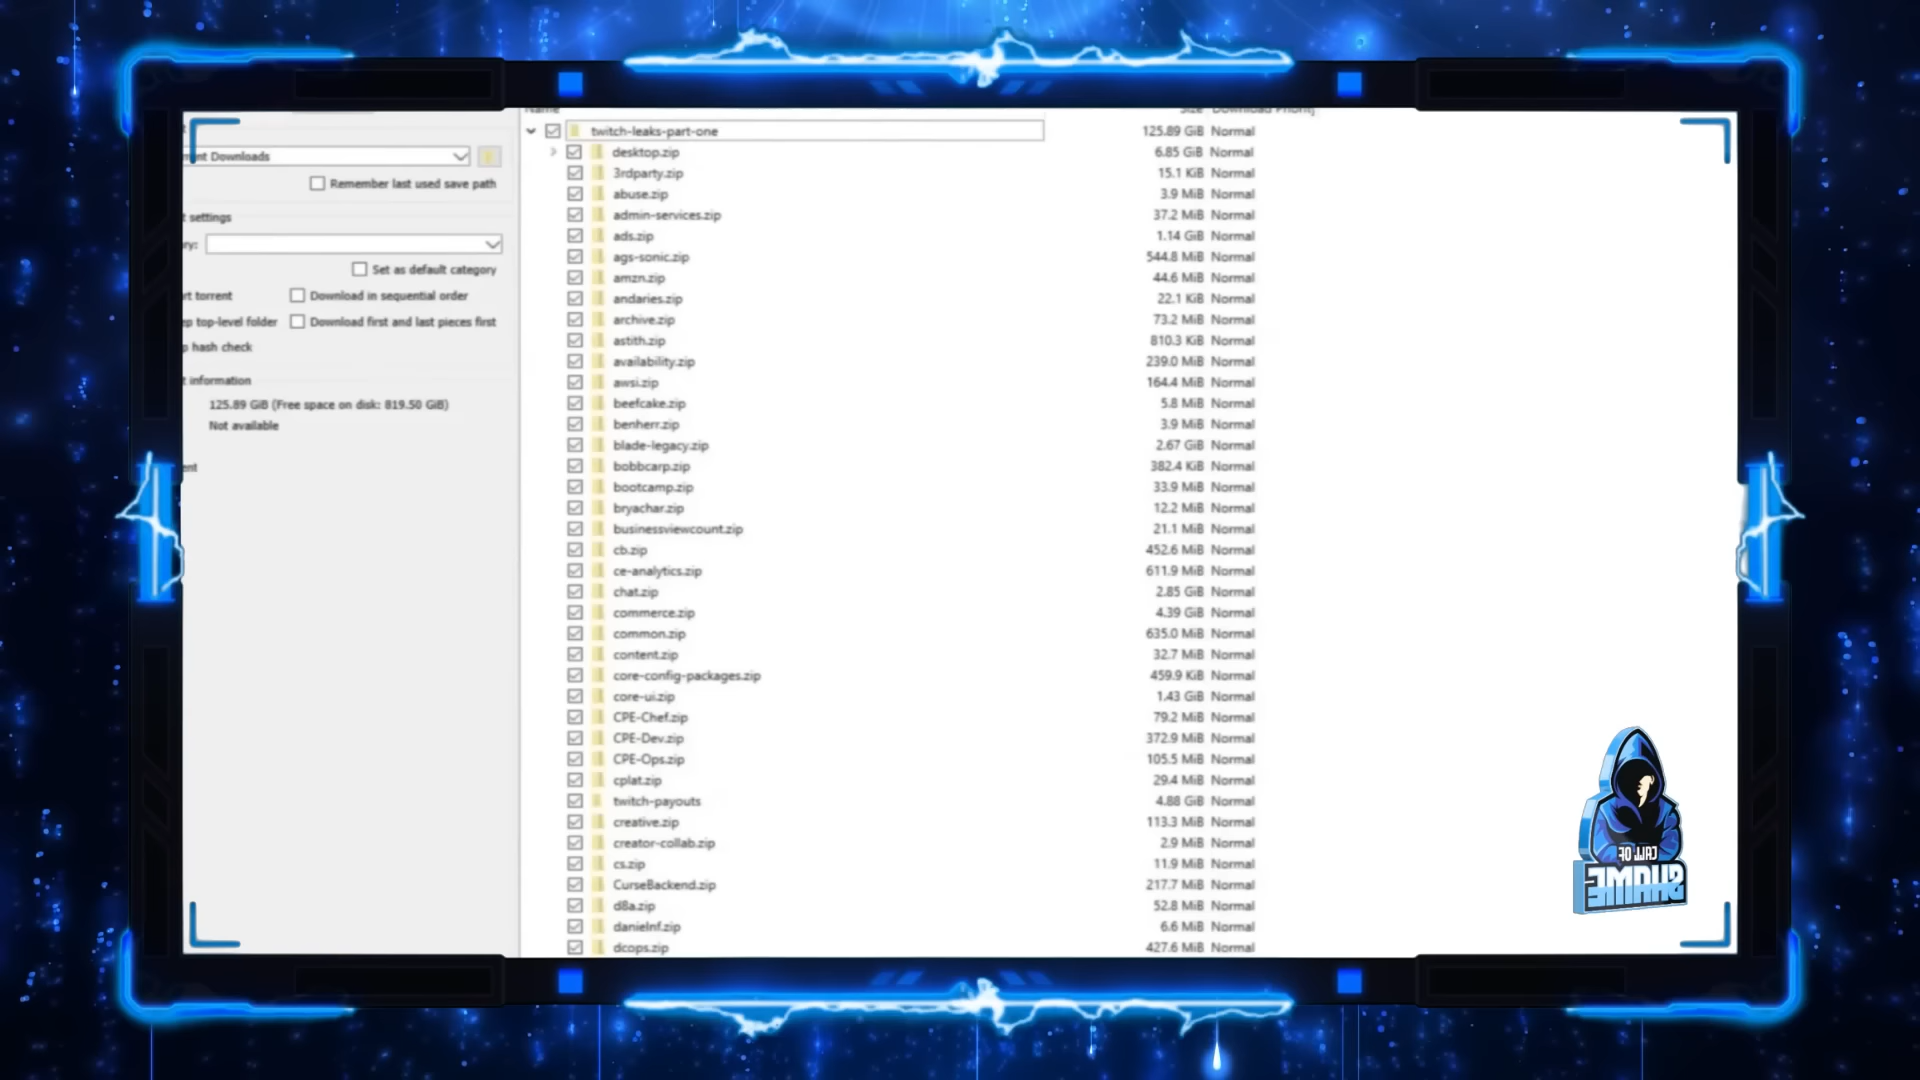 Name Size Download Priority
twitch-leaks-part-one 125.89 GiB Normal
desktop.zip 6.85 GiB Normal
3rdparty.zip 15.1 KiB Normal
abuse.zip 3.9 MiB Normal
admin-services.zip 37.2 MiB Normal
ads.zip 1.14 GiB Normal
ags-sonic.zip 544.8 MiB Normal
amzn.zip 44.6 MiB Normal
andaries.zip 22.1 KiB Normal
archive.zip 73.2 MiB Normal
astith.zip 810.3 KiB Normal
availability.zip 239.0 MiB Normal
awsi.zip 164.4 MiB Normal
beefcake.zip 5.8 MiB Normal
benherr.zip 3.9 MiB Normal
blade-legacy.zip 2.67 GiB Normal
bobbcarp.zip 382.4 KiB Normal
bootcamp.zip 33.9 MiB Normal
bryachar.zip 12.2 MiB Normal
businessviewcount.zip 21.1 MiB Normal
cb.zip 452.6 MiB Normal
ce-analytics.zip 611.9 MiB Normal
chat.zip 2.85 GiB Normal
commerce.zip 4.39 GiB Normal
common.zip 635.0 MiB Normal
content.zip 32.7 MiB Normal
core-config-packages.zip 459.9 KiB Normal
core-ui.zip 1.43 GiB Normal
CPE-Chef.zip 79.2 MiB Normal
CPE-Dev.zip 372.9 MiB Normal
CPE-Ops.zip 105.5 MiB Normal
cplat.zip 29.4 MiB Normal
twitch-payouts 4.88 GiB Normal
creative.zip 113.3 MiB Normal
creator-collab.zip 2.9 MiB Normal
cs.zip 11.9 MiB Normal
CurseBackend.zip 217.7 MiB Normal
d8a.zip 52.8 MiB Normal
danielnf.zip 6.6 MiB Normal
dcops.zip 427.6 MiB Normal
Downloads
Remember last used save path
settings
ry:
Set as default category
rt torrent
Download in sequential order
ep top-level folder
Download first and last pieces first
hash check
information
125.89 GiB (Free space on disk: 819.50 GiB)
Not available
ent
CALL OF
SHAME